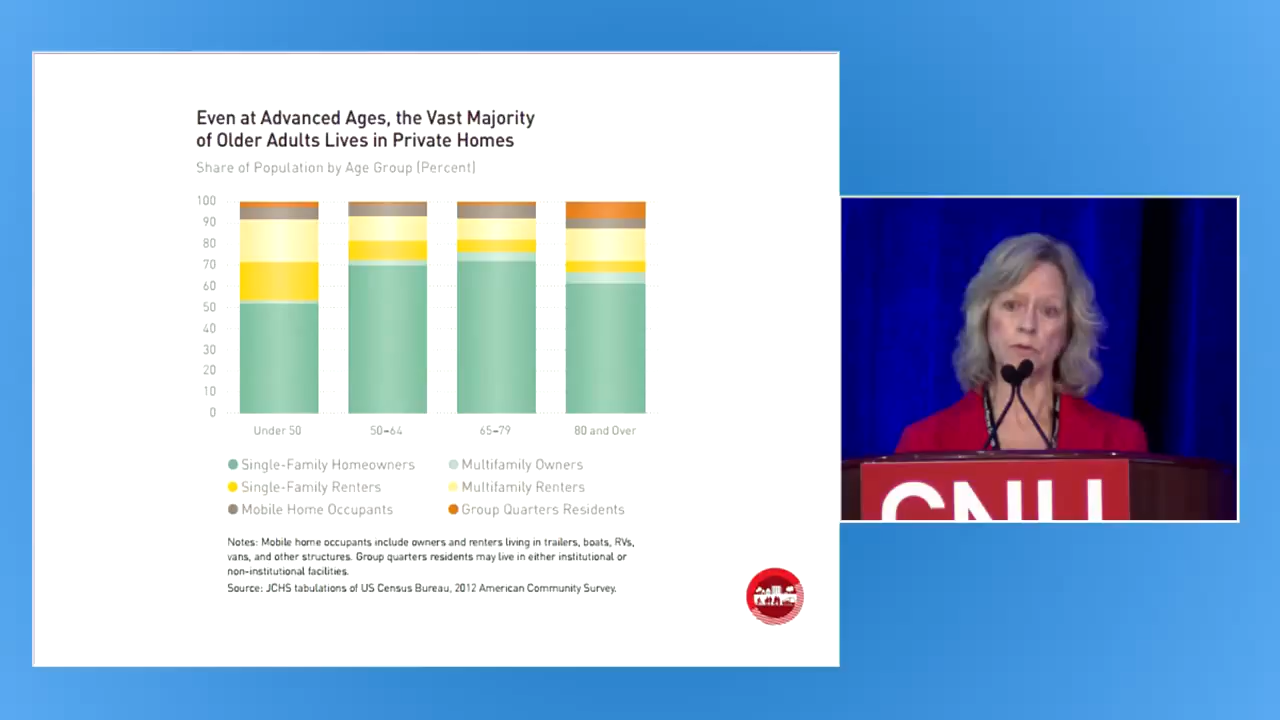 Even at Advanced Ages, the Vast Majority
of Older Adults Lives in Private Homes
Share of Population by Age Group (Percent)
100
90
80
70
60
50
40
30
20
10
0
Under 50
50–64
65–79
80 and Over
Single-Family Homeowners
Multifamily Owners
Single-Family Renters
Multifamily Renters
Mobile Home Occupants
Group Quarters Residents
Notes: Mobile home occupants include owners and renters living in trailers, boats, RVs,
vans, and other structures. Group quarters residents may live in either institutional or
non-institutional facilities.
Source: JCHS tabulations of US Census Bureau, 2012 American Community Survey.
CNU